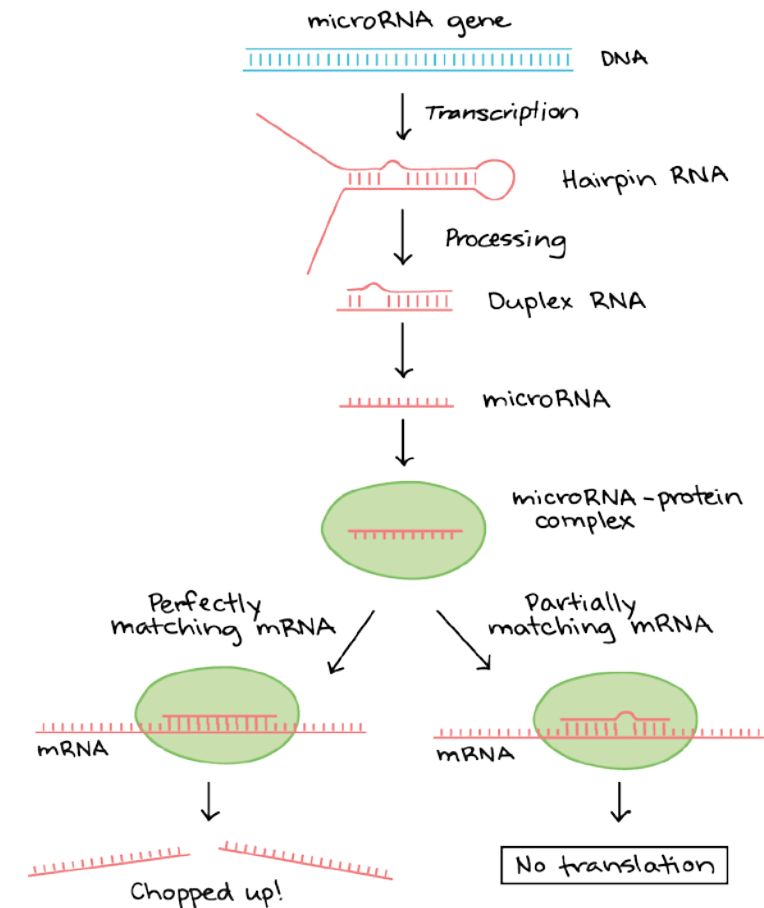 microRNA gene
DNA
Transcription
Hairpin RNA
Processing
Duplex RNA
microRNA
microRNA-protein
complex
Perfectly
matching mRNA
Partially
matching mRNA
mRNA
mRNA
Chopped up!
No translation